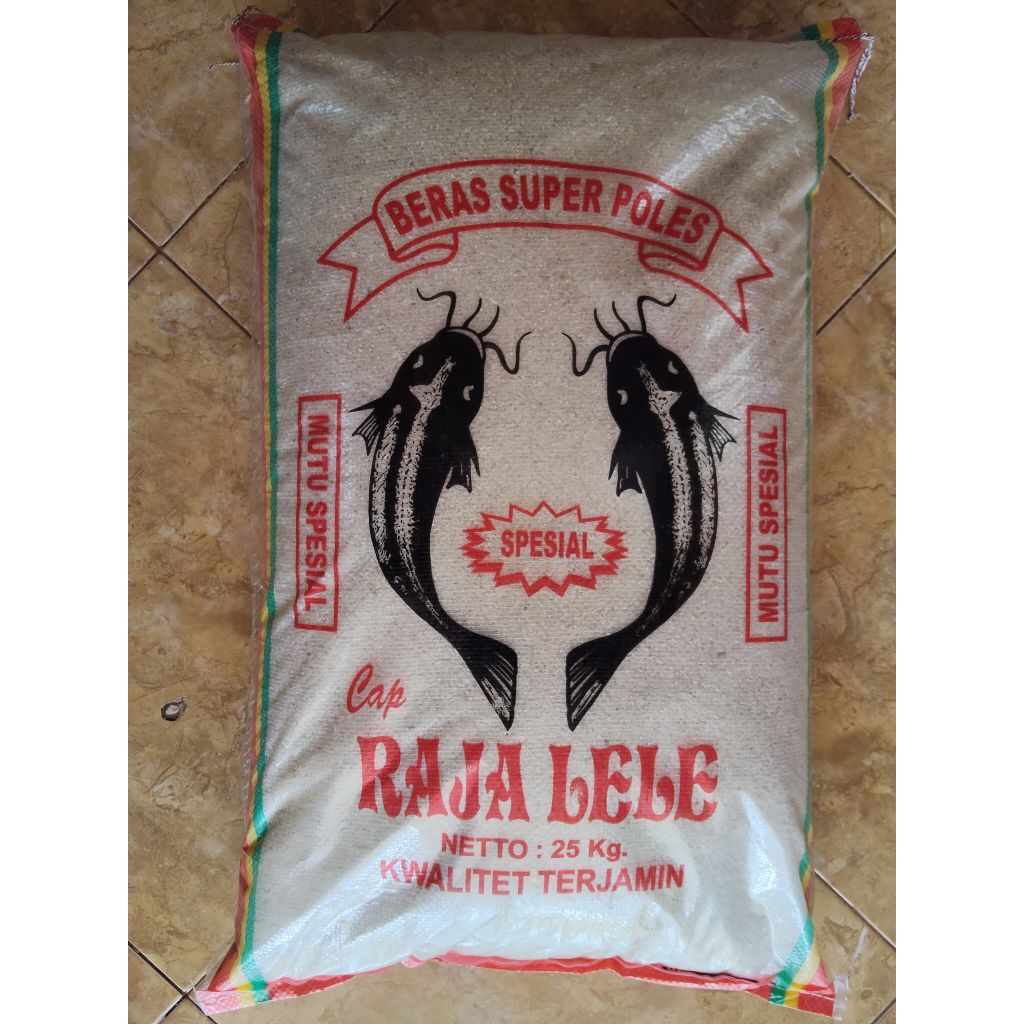 BERAS SUPER POLES
MUTU SPESIAL
SPESIAL
MUTU SPESIAL
Cap
RAJA LELE
NETTO : 25 Kg.
KWALITET TERJAMIN